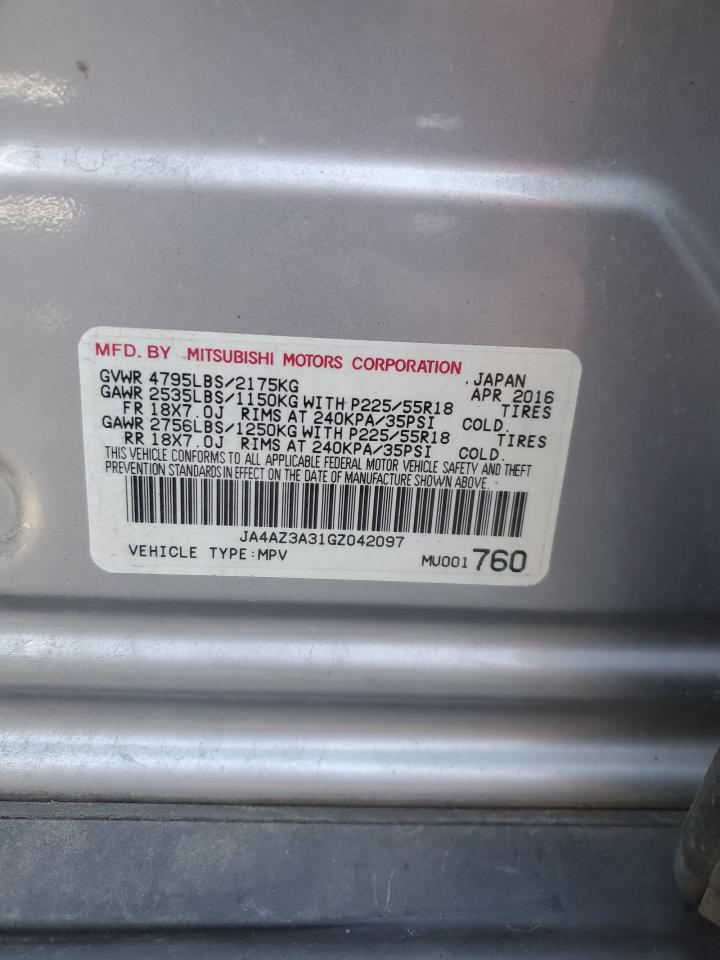 MFD. BY MITSUBISHI MOTORS CORPORATION
GVWR 4795LBS/2175KG , JAPAN
GAWR 2535LBS/1150KG WITH P225/55R18 APR 2016
FR 18X7.0J RIMS AT 240KPA/35PSI COLD. TIRES
GAWR 2756LBS/1250KG WITH P225/55R18 TIRES
RR 18X7.0J RIMS AT 240KPA/35PSI COLD.
THIS VEHICLE CONFORMS TO ALL APPLICABLE FEDERAL MOTOR VEHICLE SAFETY AND THEFT
PREVENTION STANDARDS IN EFFECT ON THE DATE OF MANUFACTURE SHOWN ABOVE.
JA4AZ3A31GZ042097
VEHICLE TYPE:MPV MU001760